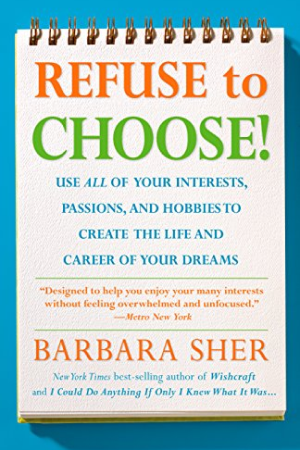 REFUSE to
CHOOSE!
USE ALL OF YOUR INTERESTS,
PASSIONS, AND HOBBIES TO
CREATE THE LIFE AND
CAREER OF YOUR DREAMS
“Designed to help you enjoy your many interests
without feeling overwhelmed and unfocused.”
—Metro New York
BARBARA SHER
New York Times best-selling author of Wishcraft
and I Could Do Anything If Only I Knew What It Was...